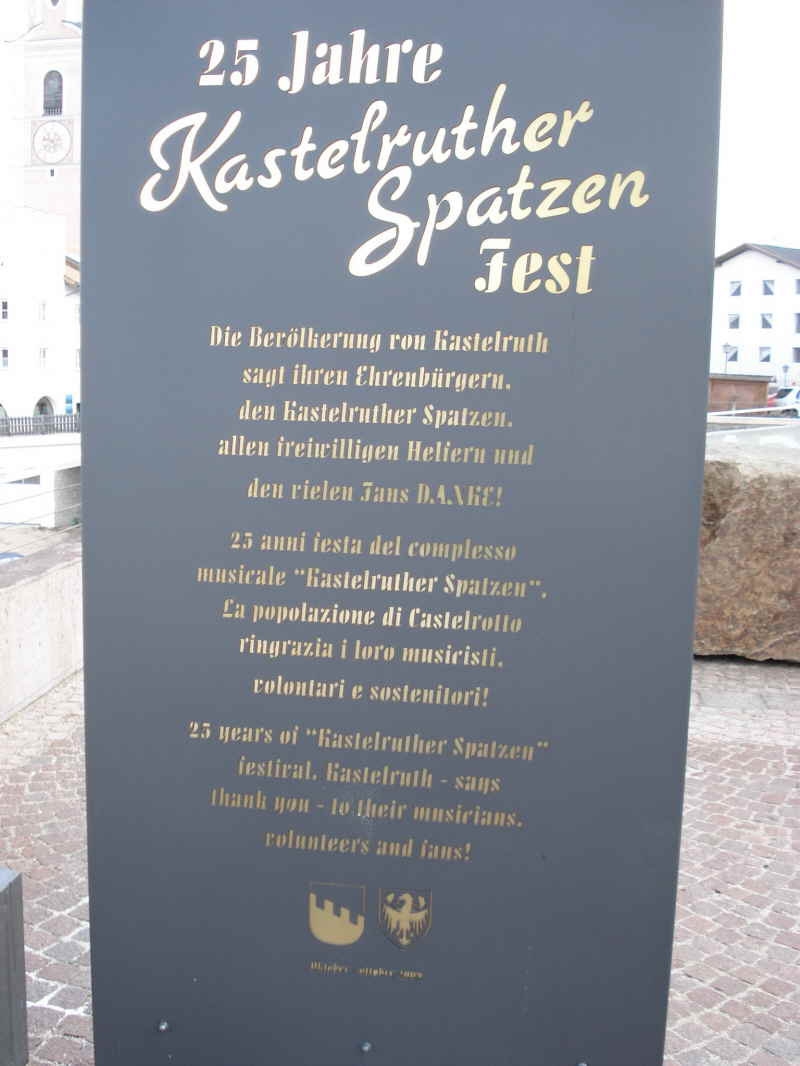 25 Jahre
Kastelruther
Spatzen
Fest
Die Bevölkerung von Kastelruth
sagt ihren Ehrenbürgern,
den Kastelruther Spatzen,
allen freiwilligen Helfern und
den vielen Fans DANKE!
25 anni festa del complesso
musicale "Kastelruther Spatzen".
La popolazione di Castelrotto
ringrazia i loro musicisti,
volontari e sostenitori!
25 years of "Kastelruther Spatzen"
festival. Kastelruth - says
thank you - to their musicians,
volunteers and fans!
Oktober ottobre